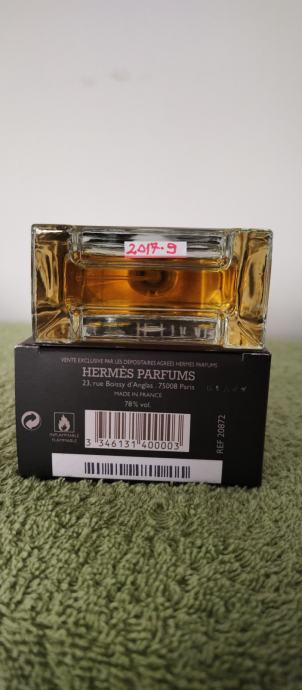 2017.9
VENTE EXCLUSIVE PAR LES DEPOSITAIRES AGREES HERMES PARFUMS
HERMÈS PARFUMS
23, rue Boissy d'Anglas . 75008 Paris
MADE IN FRANCE
78% vol.
INFLAMMABLE
FLAMMABLE
3 346131 400003
REF 20872